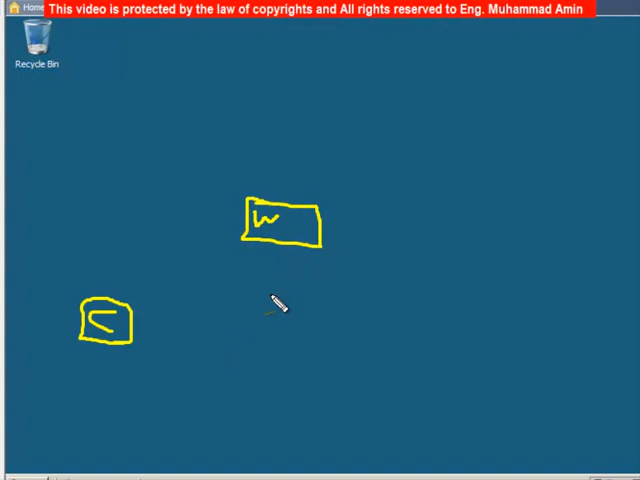 Home
This video is protected by the law of copyrights and All rights reserved to Eng. Muhammad Amin
Recycle Bin
W
C